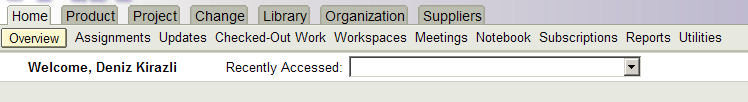 Home Product Project Change Library Organization Suppliers
Overview Assignments Updates Checked-Out Work Workspaces Meetings Notebook Subscriptions Reports Utilities
Welcome, Deniz Kirazli Recently Accessed: